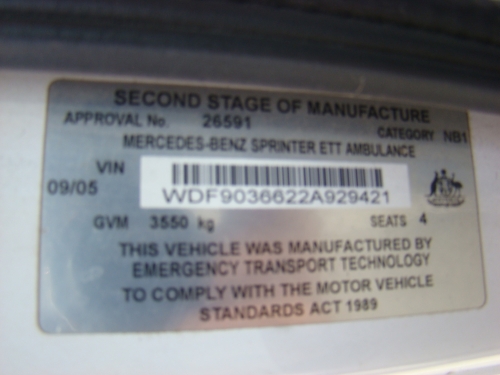 SECOND STAGE OF MANUFACTURE
APPROVAL No. 26591 CATEGORY NB1
MERCEDES-BENZ SPRINTER ETT AMBULANCE
VIN
09/05 WDF9036622A929421
GVM 3550 kg SEATS 4
THIS VEHICLE WAS MANUFACTURED BY
EMERGENCY TRANSPORT TECHNOLOGY
TO COMPLY WITH THE MOTOR VEHICLE
STANDARDS ACT 1989